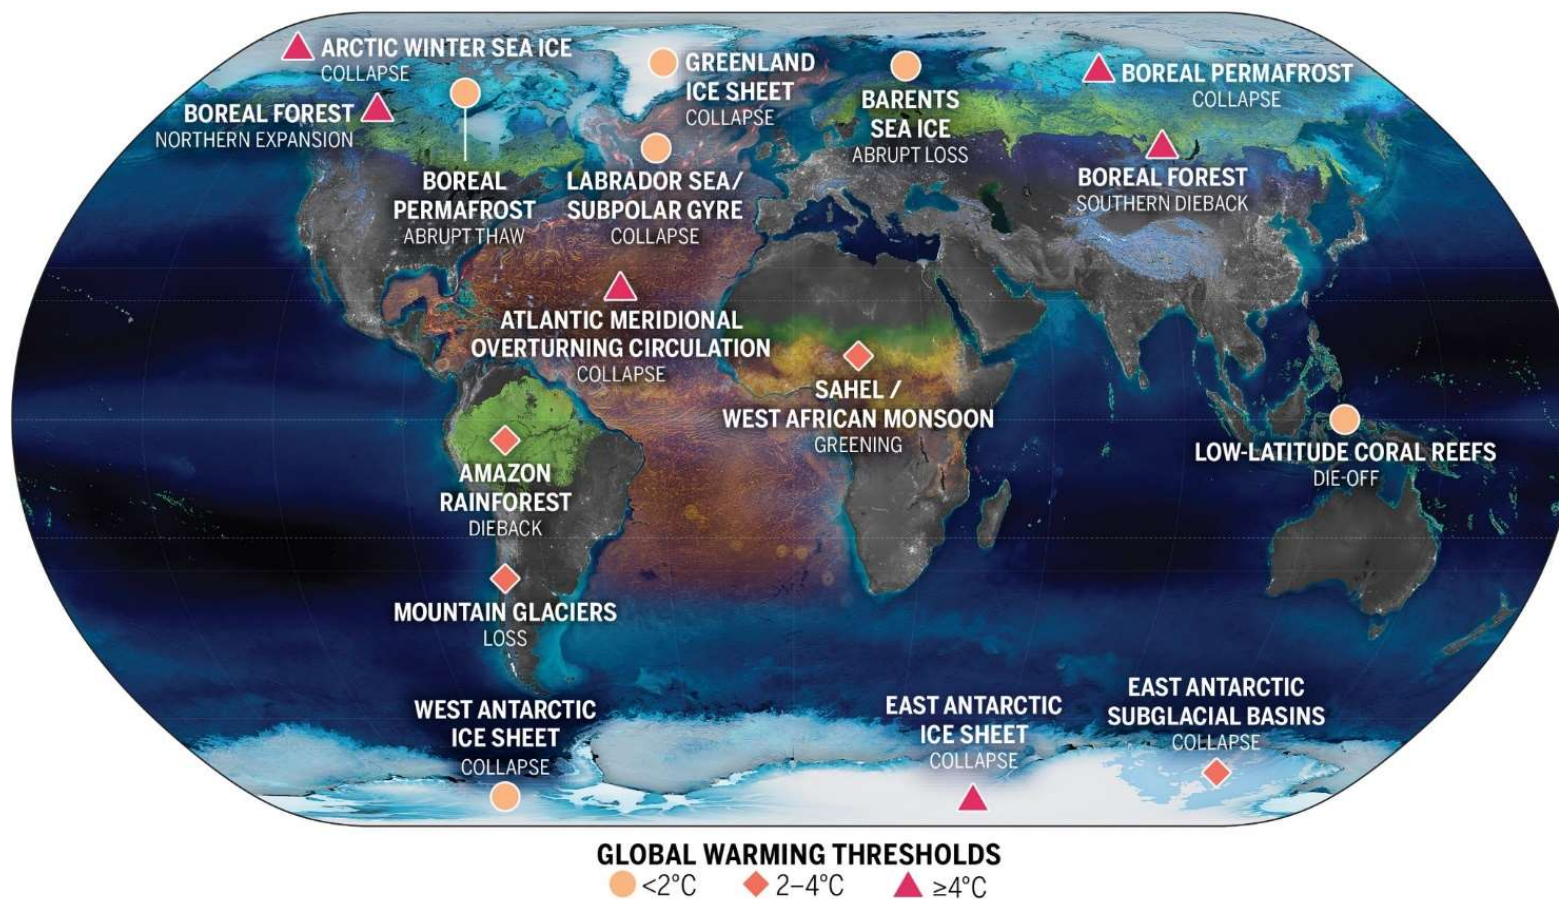 ARCTIC WINTER SEA ICE
COLLAPSE
BOREAL FOREST
NORTHERN EXPANSION
BOREAL
PERMAFROST
ABRUPT THAW
GREENLAND
ICE SHEET
COLLAPSE
LABRADOR SEA/
SUBPOLAR GYRE
COLLAPSE
BARENTS
SEA ICE
ABRUPT LOSS
BOREAL PERMAFROST
COLLAPSE
BOREAL FOREST
SOUTHERN DIEBACK
ATLANTIC MERIDIONAL
OVERTURNING CIRCULATION
COLLAPSE
SAHEL /
WEST AFRICAN MONSOON
GREENING
LOW-LATITUDE CORAL REEFS
DIE-OFF
AMAZON
RAINFOREST
DIEBACK
MOUNTAIN GLACIERS
LOSS
WEST ANTARCTIC
ICE SHEET
COLLAPSE
EAST ANTARCTIC
ICE SHEET
COLLAPSE
EAST ANTARCTIC
SUBGLACIAL BASINS
COLLAPSE
GLOBAL WARMING THRESHOLDS
<2°C 2–4°C ≥4°C